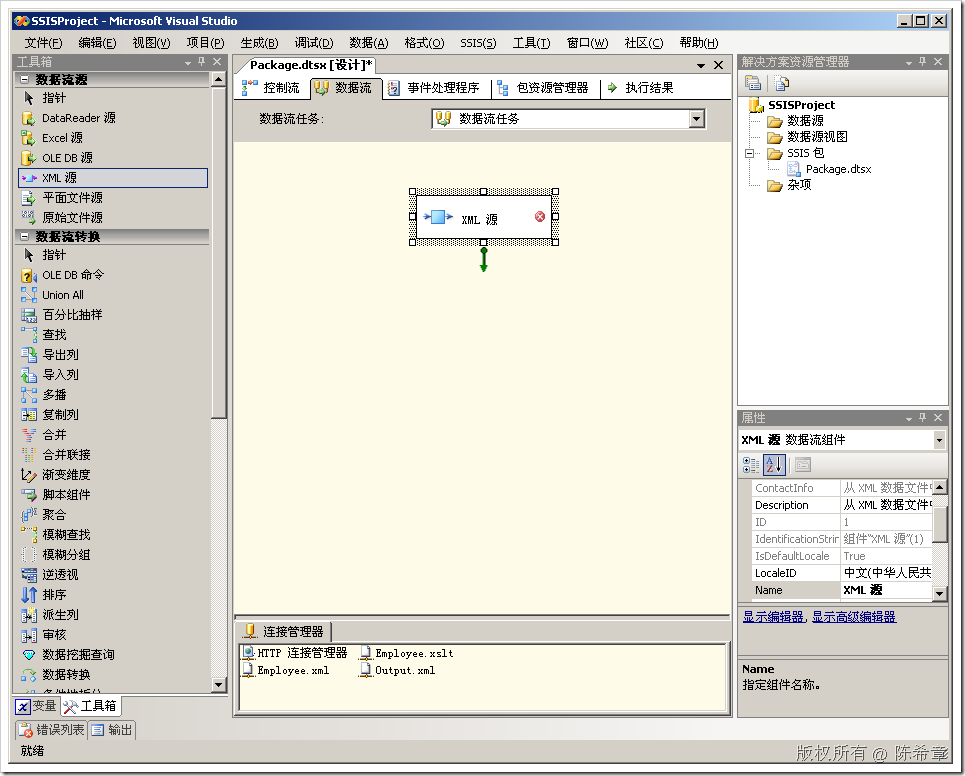 SSISProject - Microsoft Visual Studio
文件(F) 编辑(E) 视图(V) 项目(P) 生成(B) 调试(D) 数据(A) 格式(O) SSIS(S) 工具(T) 窗口(W) 社区(C) 帮助(H)
工具箱
数据流源
指针
DataReader 源
Excel 源
OLE DB 源
XML 源
平面文件源
原始文件源
数据流转换
指针
OLE DB 命令
Union All
百分比抽样
查找
导出列
导入列
多播
复制列
合并
合并联接
渐变维度
脚本组件
聚合
模糊查找
模糊分组
逆透视
排序
派生列
审核
数据挖掘查询
数据转换
变量 工具箱
Package.dtsx [设计]*
控制流 数据流 事件处理程序 包资源管理器 执行结果
数据流任务: 数据流任务
XML 源
连接管理器
HTTP 连接管理器 Employee.xslt
Employee.xml Output.xml
解决方案资源管理器
SSISProject
数据源
数据源视图
SSIS 包
Package.dtsx
杂项
属性
XML 源 数据流组件
ContactInfo 从 XML 数据文件中
Description 从 XML 数据文件中
ID 1
IdentificationStrin 组件“XML 源”(1)
IsDefaultLocale True
LocaleID 中文(中华人民共
Name XML 源
显示编辑器, 显示高级编辑器
Name
指定组件名称。
错误列表 输出
就绪
版权所有 @ 陈希章